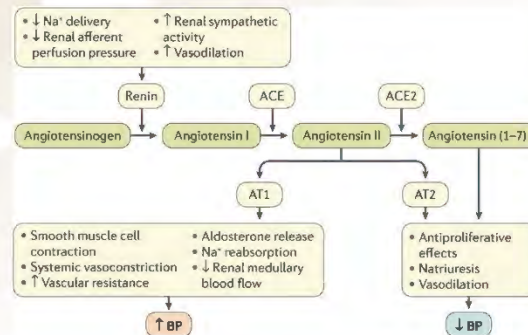 • ↓ Na⁺ delivery
• ↓ Renal afferent
perfusion pressure
• ↑ Renal sympathetic
activity
• ↑ Vasodilation
Renin
ACE
ACE2
Angiotensinogen
Angiotensin I
Angiotensin II
Angiotensin (1–7)
AT1
AT2
• Smooth muscle cell
contraction
• Systemic vasoconstriction
• ↑ Vascular resistance
• Aldosterone release
• Na⁺ reabsorption
• ↓ Renal medullary
blood flow
• Antiproliferative
effects
• Natriuresis
• Vasodilation
↑ BP
↓ BP